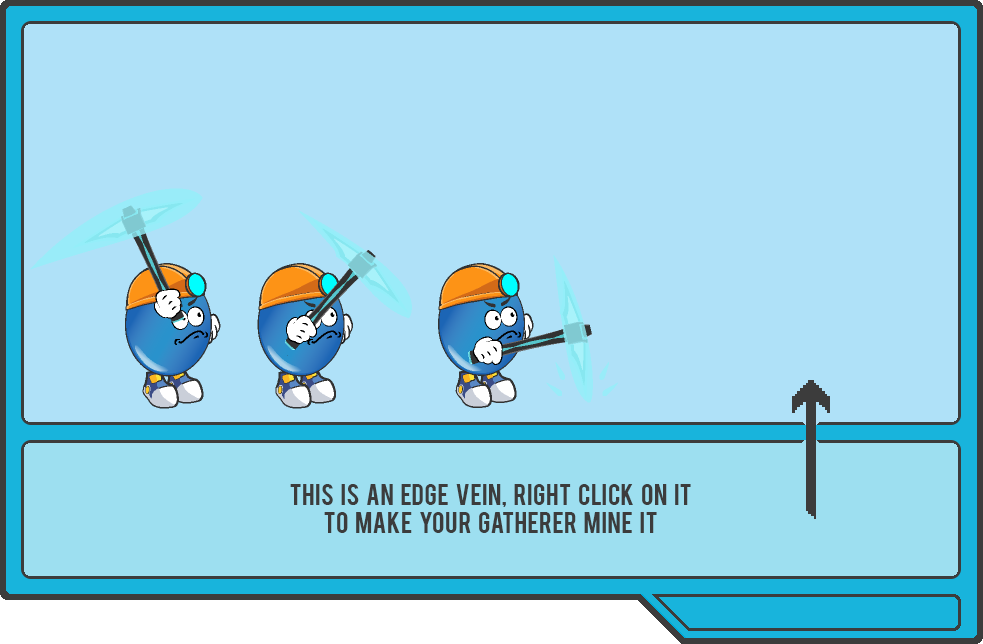 THIS IS AN EDGE VEIN, RIGHT CLICK ON IT
TO MAKE YOUR GATHERER MINE IT